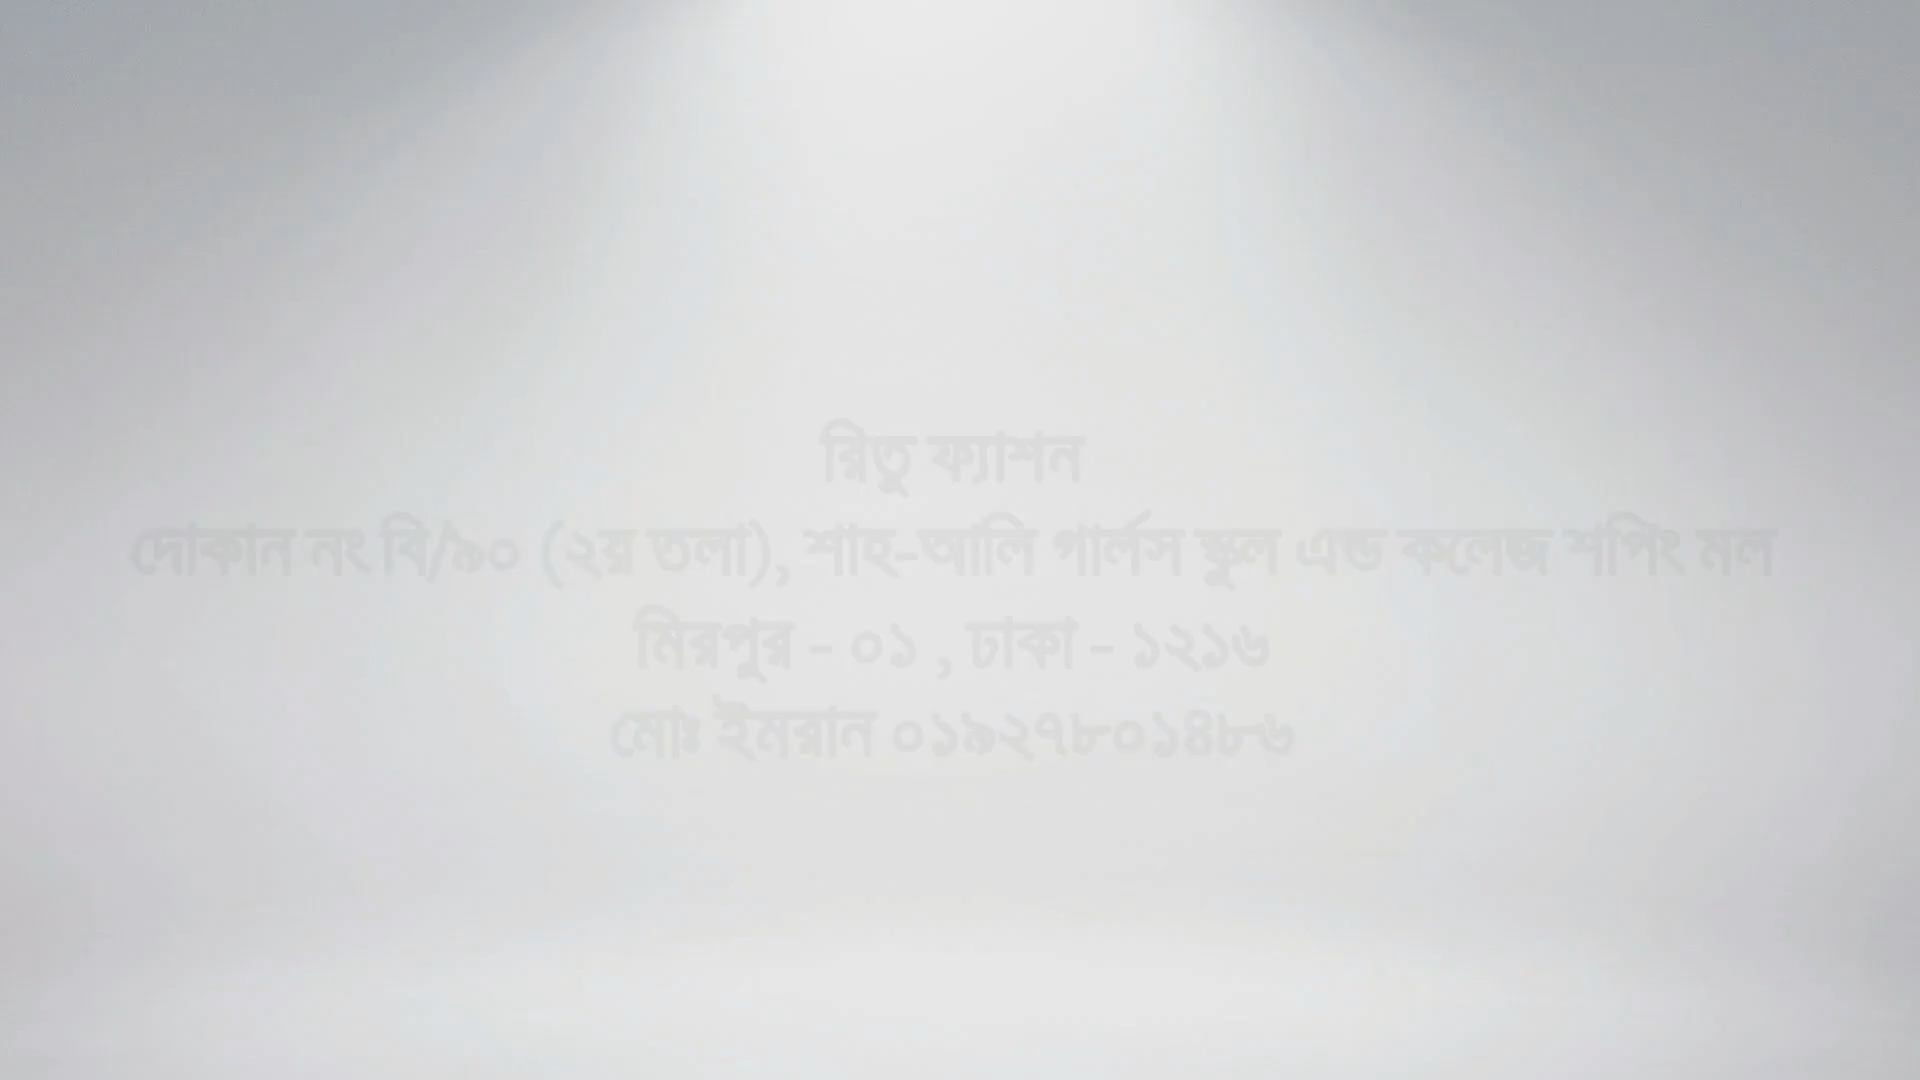 রিতু ফ্যাশন
দোকান নং বি/৯০ (২য় তলা), শাহ-আলি গার্লস স্কুল এন্ড কলেজ শপিং মল
মিরপুর - ০১ , ঢাকা - ১২১৬
মোঃ ইমরান ০১৯২৭৮০১৪৮৬